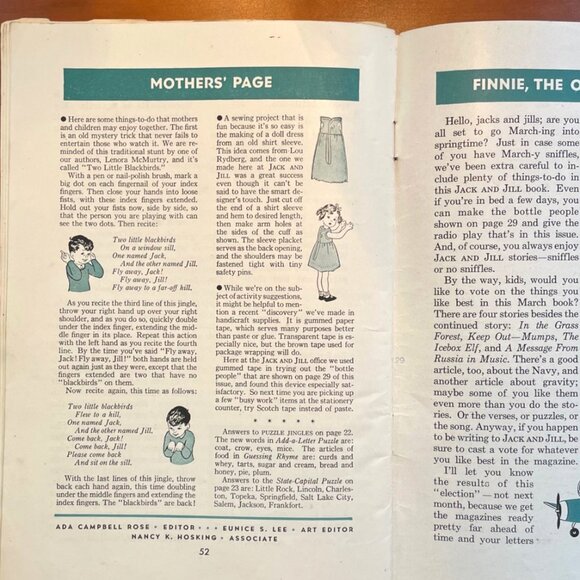 MOTHERS' PAGE
● Here are some things-to-do that mothers
and children may enjoy together. The first
is an old mystery trick that never fails to
entertain those who watch it. We are re-
minded of this traditional stunt by one of
our authors, Lenora McMurtry, and it's
called "Two Little Blackbirds."
With a pen or nail-polish brush, mark a
big dot on each fingernail of your index
fingers. Then close your hands into loose
fists, with these index fingers extended.
Hold out your fists now, side by side, so
that the person you are playing with can
see the two dots. Then recite:
Two little blackbirds
On a window sill,
One named Jack,
And the other named Jill.
Fly away, Jack!
Fly away, Jill!
Fly away to a far-off hill,
As you recite the third line of this jingle,
throw your right hand up over your right
shoulder, and as you do so, quickly double
under the index finger, extending the mid-
dle finger in its place. Repeat this action
with the left hand as you recite the fourth
line. By the time you've said "Fly away,
Jack! Fly away, Jill!" both hands are held
out again just as they were, except that the
fingers extended are two that have no
"blackbirds" on them.
Now recite again, this time as follows:
Two little blackbirds
Flew to a hill,
One named Jack,
And the other named Jill.
Come back, Jack!
Come back, Jill!
Please come back
And sit on the sill.
With the last lines of this jingle, throw
back each hand again, this time doubling
under the middle fingers and extending the
index fingers. The "blackbirds" are back!
● A sewing project that is
fun because it's so easy is
the making of a doll dress
from an old shirt sleeve.
This idea comes from Lou
Rydberg, and the one we
made here at JACK AND
JILL was a great success
even though it can't be
said to have the smart de-
signer's touch. Just cut off
the end of a shirt sleeve
and hem to desired length,
then make arm holes at
the sides of the cuff as
shown. The sleeve placket
serves as the back opening,
and the shoulders may be
fastened tight with tiny
safety pins.
● While we're on the sub-
ject of activity suggestions,
it might be helpful to men-
tion a recent "discovery" we've made in
handicraft supplies. It is gummed paper
tape, which serves many purposes better
than paste or glue. Transparent tape is es-
pecially nice, but the brown tape used for
package wrapping will do.
Here at the JACK AND JILL office we used
gummed tape in trying out the "bottle
people" that are shown on page 29 of this
issue, and found this device especially sat-
isfactory. So next time you are picking up
a few "busy work" items at the stationery
counter, try Scotch tape instead of paste.
* * * * *
Answers to PUZZLE JINGLES on page 22.
The new words in Add-a-Letter Puzzle are:
coat, crow, eyes, mice. The articles of
food in Guessing Rhyme are: curds and
whey, tarts, sugar and cream, bread and
honey, pie, plum.
Answers to the State-Capital Puzzle on
page 23 are: Little Rock, Lincoln, Charles-
ton, Topeka, Springfield, Salt Lake City,
Salem, Jackson, Frankfort.
ADA CAMPBELL ROSE • EDITOR • • • EUNICE S. LEE • ART EDITOR
NANCY K. HOSKING • ASSOCIATE
52
FINNIE, THE
Hello, jacks and jills; are you
all set to go March-ing into
springtime? Just in case some
of you have March-y sniffles,
we've been extra careful to in-
clude plenty of things-to-do in
this JACK AND JILL book. Even
if you're in bed a few days, you
can make the bottle people
shown on page 29 and give the
radio play that's in this issue.
And, of course, you always enjoy
JACK AND JILL stories—sniffles
or no sniffles.
By the way, kids, would you
like to vote on the things you
like best in this March book?
There are four stories besides the
continued story: In the Grass
Forest, Keep Out—Mumps, The
Icebox Elf, and A Message From
Russia in Music. There's a good
article, too, about the Navy, and
another article about gravity;
maybe some of you like them
even more than you do the sto-
ries. Or the verses, or puzzles, or
the song. Anyway, if you happen
to be writing to JACK AND JILL, be
sure to cast a vote for whatever
you like best in the magazine.
I'll let you know
the results of this
"election" — not next
month, because we get
the magazines ready
pretty far ahead of
time and your letters